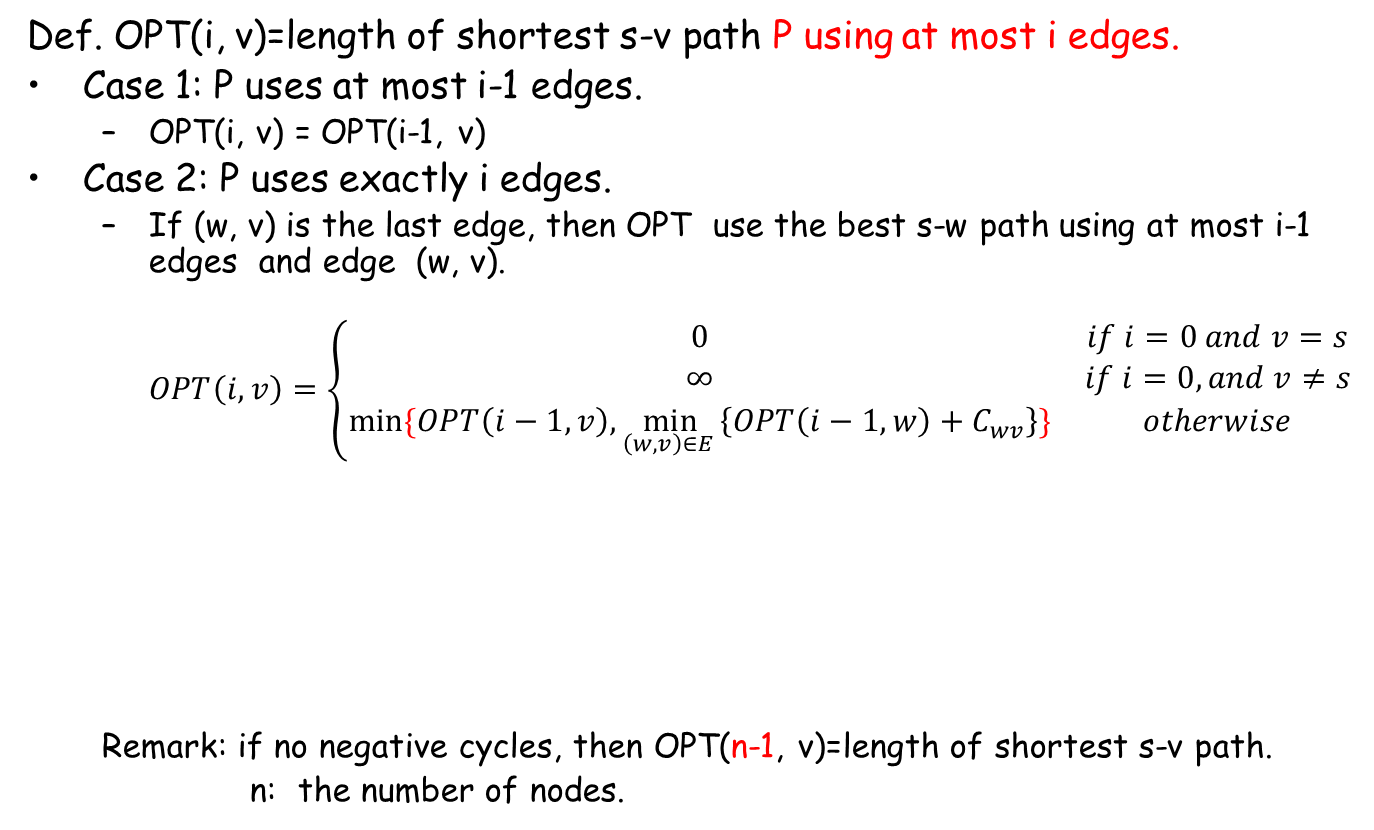 Def. OPT(i, v)=length of shortest s-v path P using at most i edges.
• Case 1: P uses at most i-1 edges.
– OPT(i, v) = OPT(i-1, v)
• Case 2: P uses exactly i edges.
– If (w, v) is the last edge, then OPT use the best s-w path using at most i-1
edges and edge (w, v).
0 if i = 0 and v = s
∞ if i = 0, and v ≠ s
OPT(i, v) = {
min{OPT(i − 1, v), min {OPT(i − 1, w) + C_wv}} otherwise
(w,v)∈E
Remark: if no negative cycles, then OPT(n-1, v)=length of shortest s-v path.
n: the number of nodes.